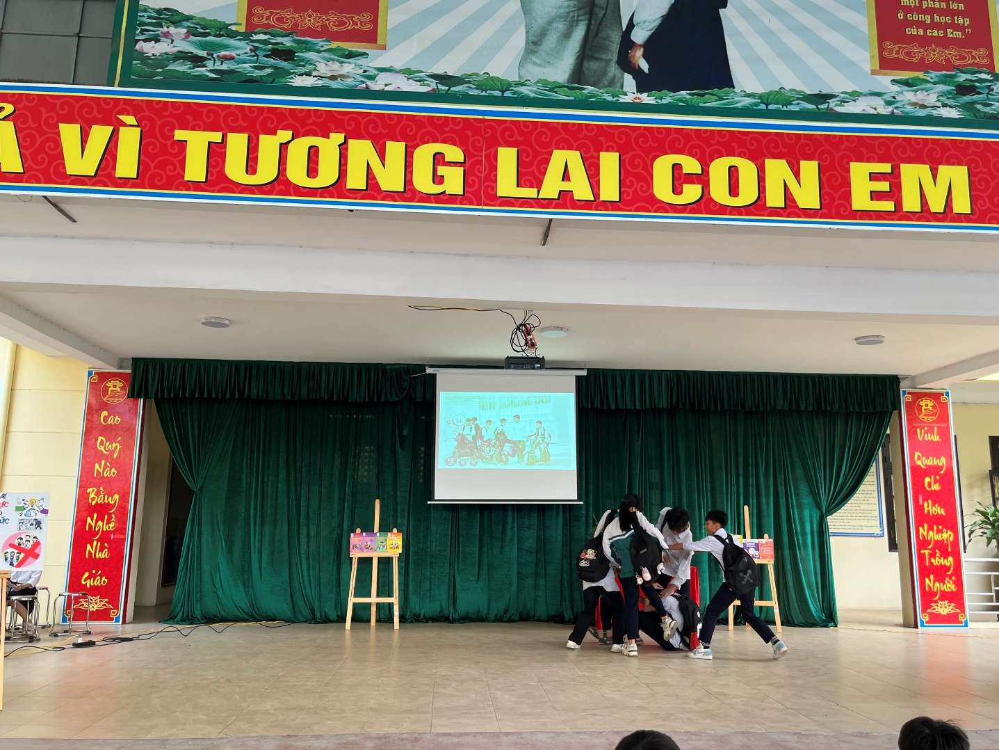 một phần lớn
ở công học tập
của các Em."
Ả VÌ TƯƠNG LAI CON EM
Cao
Quý
Nào
Bằng
Nghề
Nhà
Giáo
Vinh
Quang
Chi
Hơn
Nghiệp
Trồng
Người